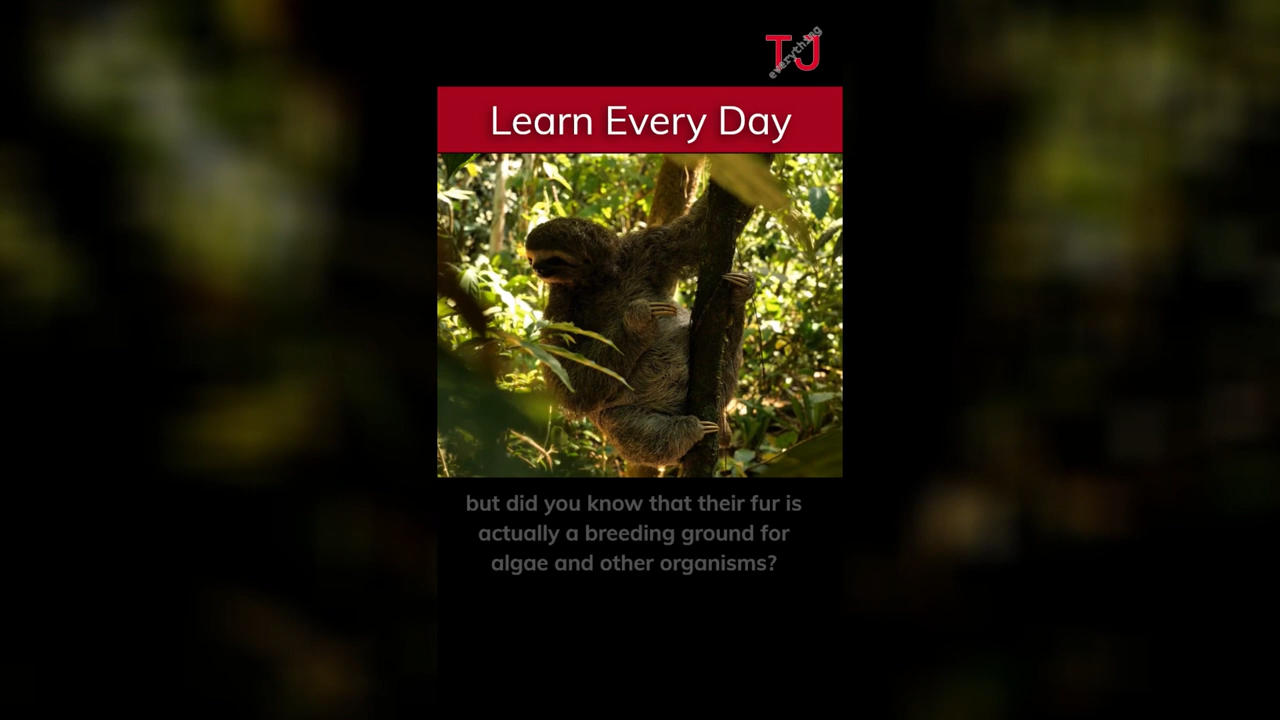 TJ
everything
Learn Every Day
but did you know that their fur is
actually a breeding ground for
algae and other organisms?